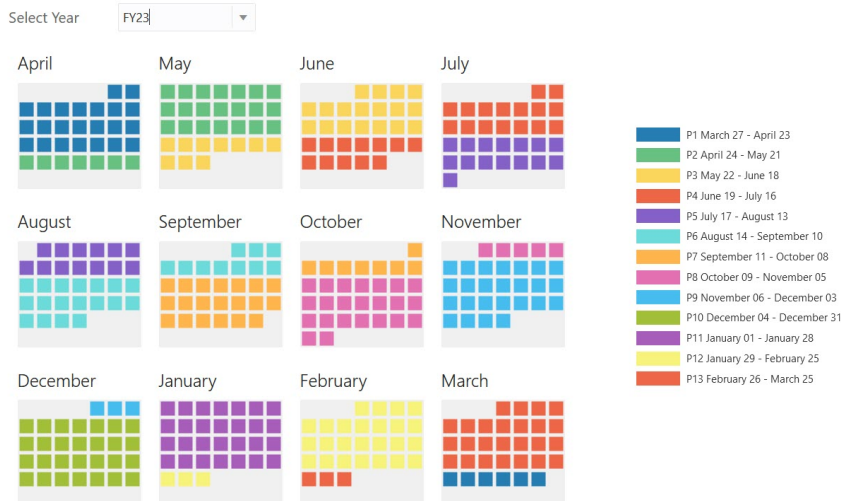 Select Year FY23
April May June July
August September October November
December January February March
P1 March 27 - April 23
P2 April 24 - May 21
P3 May 22 - June 18
P4 June 19 - July 16
P5 July 17 - August 13
P6 August 14 - September 10
P7 September 11 - October 08
P8 October 09 - November 05
P9 November 06 - December 03
P10 December 04 - December 31
P11 January 01 - January 28
P12 January 29 - February 25
P13 February 26 - March 25